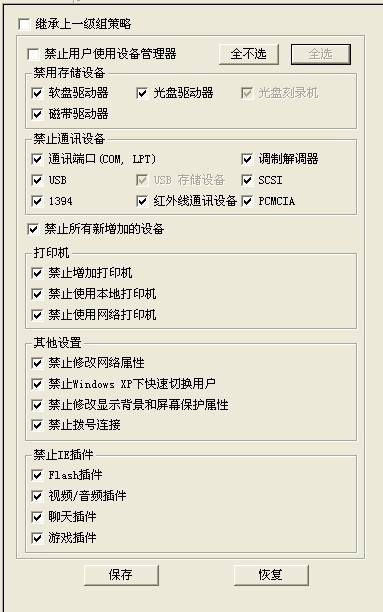 继承上一级组策略
禁止用户使用设备管理器 全不选 全选
禁用存储设备
软盘驱动器 光盘驱动器 光盘刻录机
磁带驱动器
禁止通讯设备
通讯端口(COM, LPT) 调制解调器
USB USB 存储设备 SCSI
1394 红外线通讯设备 PCMCIA
禁止所有新增加的设备
打印机
禁止增加打印机
禁止使用本地打印机
禁止使用网络打印机
其他设置
禁止修改网络属性
禁止Windows XP下快速切换用户
禁止修改显示背景和屏幕保护属性
禁止拨号连接
禁止IE插件
Flash插件
视频/音频插件
聊天插件
游戏插件
保存 恢复